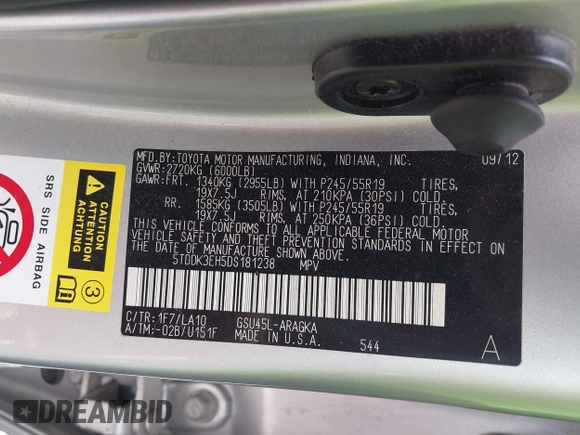 MFD.BY:TOYOTA MOTOR MANUFACTURING, INDIANA, INC. 09/12
GVWR:2720KG (6000LB)
GAWR:FRT. 1340KG (2955LB) WITH P245/55R19 TIRES,
19X7.5J RIMS, AT 210KPA (30PSI) COLD.
RR. 1585KG (3505LB) WITH P245/55R19 TIRES,
19X7.5J RIMS, AT 250KPA (36PSI) COLD.
THIS VEHICLE CONFORMS TO ALL APPLICABLE FEDERAL MOTOR
VEHICLE SAFETY AND THEFT PREVENTION STANDARDS IN EFFECT ON
THE DATE OF MANUFACTURE SHOWN ABOVE.
5TDDK3EH5DS181238 MPV
C/TR:1F7/LA10 GSU45L-ARAGKA
A/TM:-02B/U151F MADE IN U.S.A. 544 A
SRS SIDE AIRBAG
3
DREAMBID